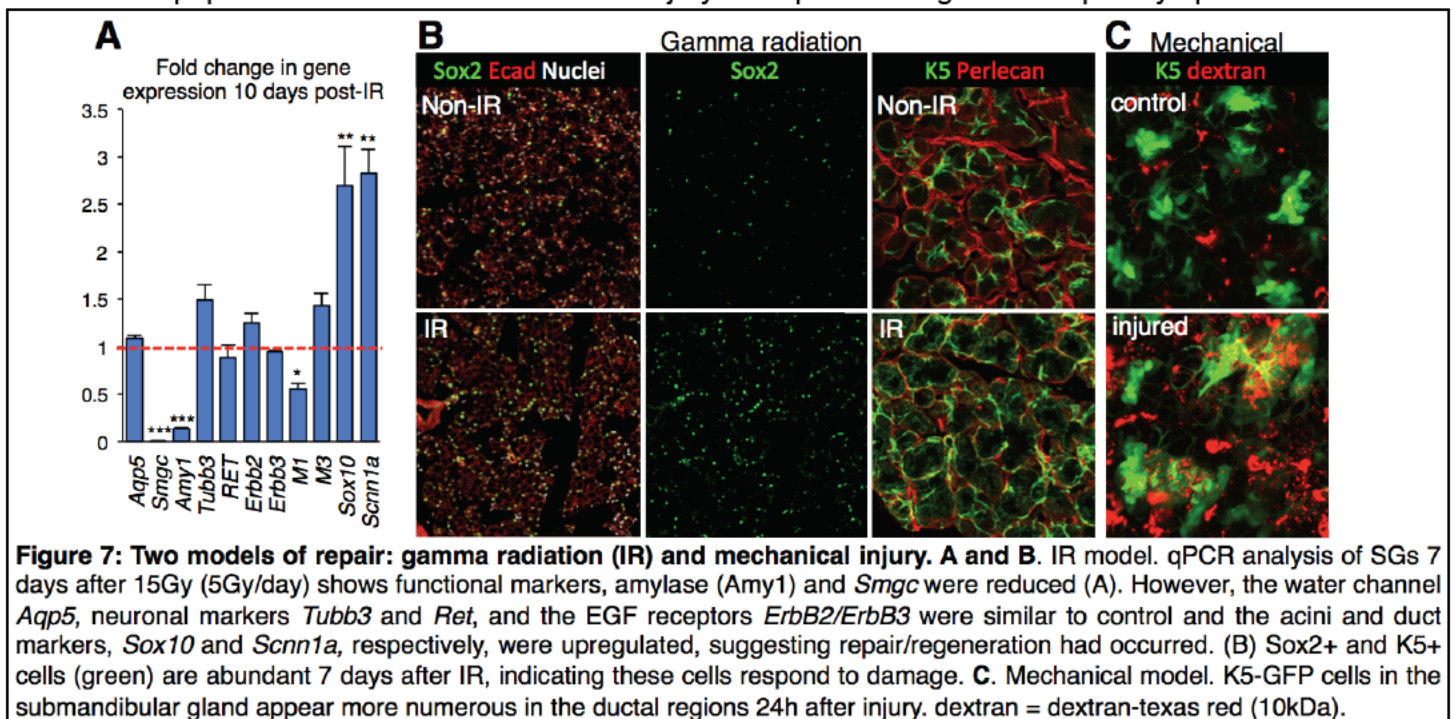 A
Fold change in gene
expression 10 days post-IR
3.5
3
2.5
2
1.5
1
0.5
0
***
***
*
**
**
Aqp5
Smgc
Amy1
Tubb3
RET
Erbb2
Erbb3
M1
M3
Sox10
Scnn1a
B
Gamma radiation
Sox2 Ecad Nuclei
Sox2
K5 Perlecan
Non-IR
Non-IR
IR
IR
C
Mechanical
K5 dextran
control
injured
Figure 7: Two models of repair: gamma radiation (IR) and mechanical injury. A and B. IR model. qPCR analysis of SGs 7
days after 15Gy (5Gy/day) shows functional markers, amylase (Amy1) and Smgc were reduced (A). However, the water channel
Aqp5, neuronal markers Tubb3 and Ret, and the EGF receptors ErbB2/ErbB3 were similar to control and the acini and duct
markers, Sox10 and Scnn1a, respectively, were upregulated, suggesting repair/regeneration had occurred. (B) Sox2+ and K5+
cells (green) are abundant 7 days after IR, indicating these cells respond to damage. C. Mechanical model. K5-GFP cells in the
submandibular gland appear more numerous in the ductal regions 24h after injury. dextran = dextran-texas red (10kDa).